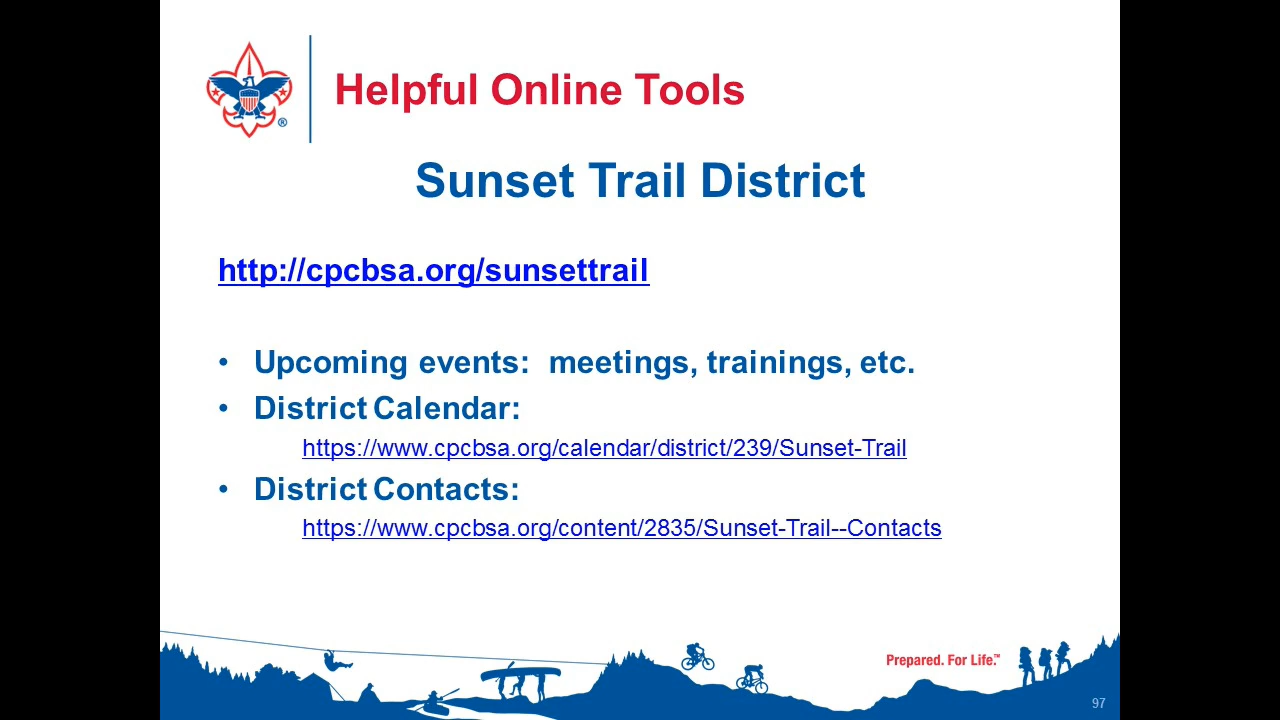 Helpful Online Tools
®
Sunset Trail District
http://cpcbsa.org/sunsettrail
• Upcoming events:  meetings, trainings, etc.
• District Calendar:
https://www.cpcbsa.org/calendar/district/239/Sunset-Trail
• District Contacts:
https://www.cpcbsa.org/content/2835/Sunset-Trail--Contacts
Prepared. For Life.™
97